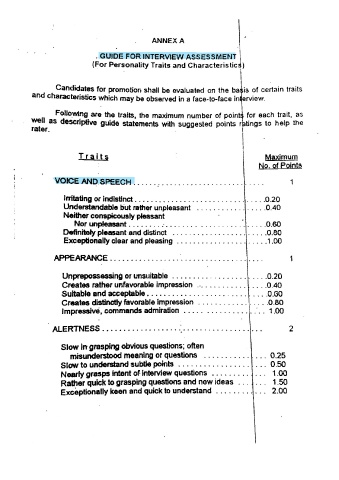 ANNEX A
GUIDE FOR INTERVIEW ASSESSMENT
(For Personality Traits and Characteristics)
Candidates for promotion shall be evaluated on the basis of certain traits
and characteristics which may be observed in a face-to-face interview.
Following are the traits, the maximum number of points for each trait, as
well as descriptive guide statements with suggested points ratings to help the
rater.
Traits Maximum
No. of Points
VOICE AND SPEECH . . . . . . . . . . . . . . . . . . . . . . 1
Irritating or indistinct . . . . . . . . . . . . . . . . . . . . 0.20
Understandable but rather unpleasant . . . . . . . . . . 0.40
Neither conspicously pleasant
Nor unpleasant . . . . . . . . . . . . . . . . . . . . 0.60
Definitely pleasant and distinct . . . . . . . . . . . . . . 0.80
Exceptionally clear and pleasing . . . . . . . . . . . . . 1.00
APPEARANCE . . . . . . . . . . . . . . . . . . . . . . 1
Unprepossessing or unsuitable . . . . . . . . . . . . . . 0.20
Creates rather unfavorable impression . . . . . . . . . 0.40
Suitable and acceptable . . . . . . . . . . . . . . . . . . 0.60
Creates distinctly favorable impression . . . . . . . . . 0.80
Impressive, commands admiration . . . . . . . . . . . . 1.00
ALERTNESS . . . . . . . . . . . . . . . . . . . . . . 2
Slow in grasping obvious questions; often
misunderstood meaning or questions . . . . . . . . 0.25
Slow to understand subtle points . . . . . . . . . . . . 0.50
Nearly grasps intent of interview questions . . . . . . . 1.00
Rather quick to grasping questions and new ideas . . . . 1.50
Exceptionally keen and quick to understand . . . . . . . 2.00